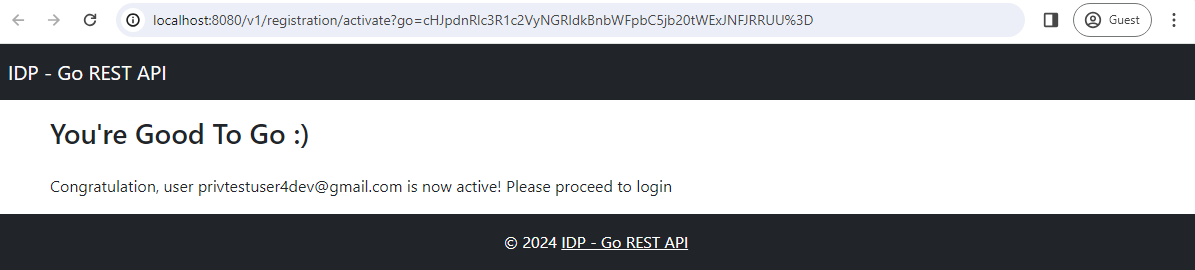 localhost:8080/v1/registration/activate?go=cHJpdnRlc3R1c2VyNGRldkBnbWFpbC5jb20tWExJNFJRRUU%3D
Guest
IDP - Go REST API
You're Good To Go :)
Congratulation, user privtestuser4dev@gmail.com is now active! Please proceed to login
© 2024 IDP - Go REST API